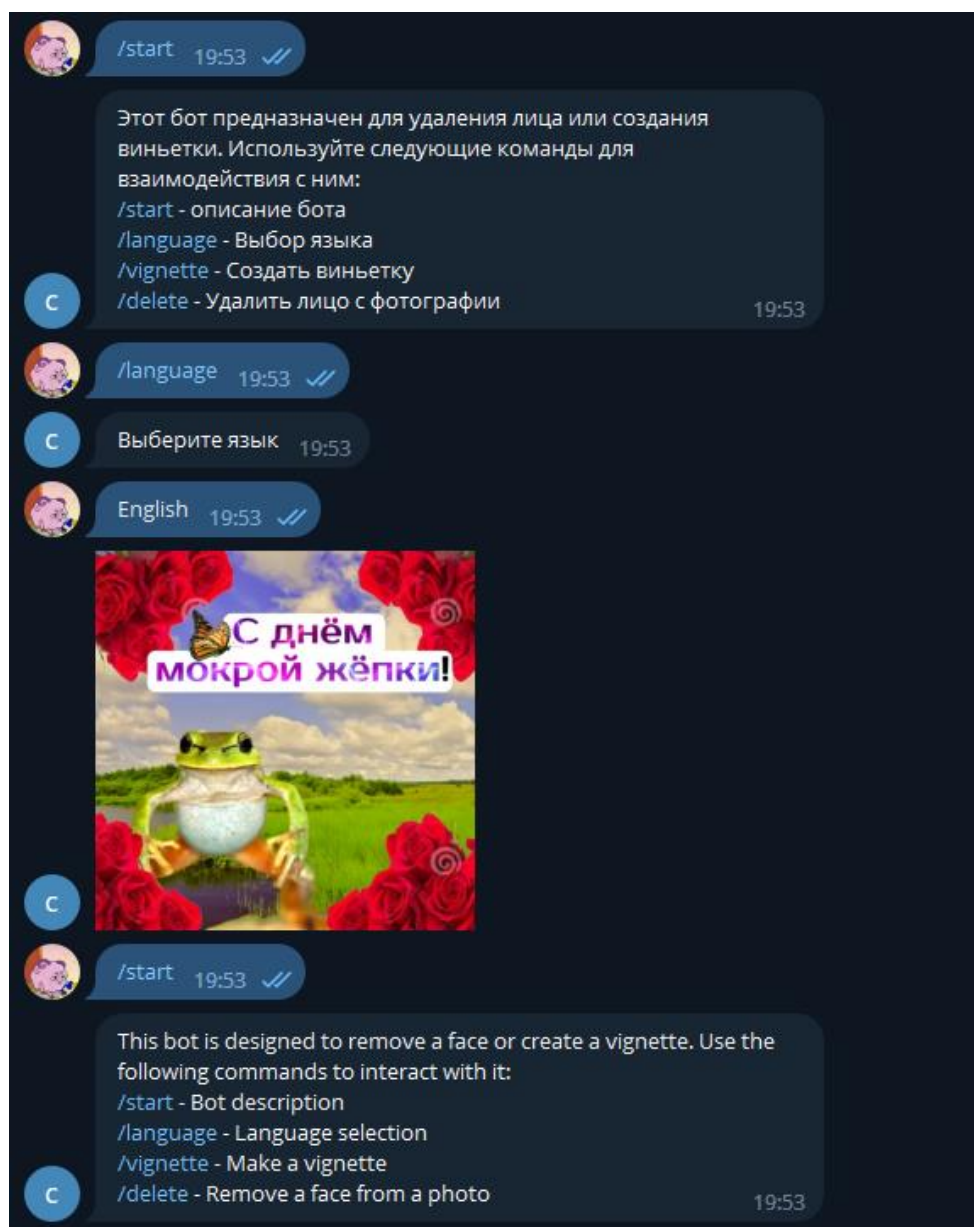 /start 19:53
Этот бот предназначен для удаления лица или создания
виньетки. Используйте следующие команды для
взаимодействия с ним:
/start - описание бота
/language - Выбор языка
/vignette - Создать виньетку
/delete - Удалить лицо с фотографии 19:53
C
/language 19:53
C
Выберите язык 19:53
English 19:53
С днём
мокрой жёпки!
C
/start 19:53
This bot is designed to remove a face or create a vignette. Use the
following commands to interact with it:
/start - Bot description
/language - Language selection
/vignette - Make a vignette
/delete - Remove a face from a photo 19:53
C